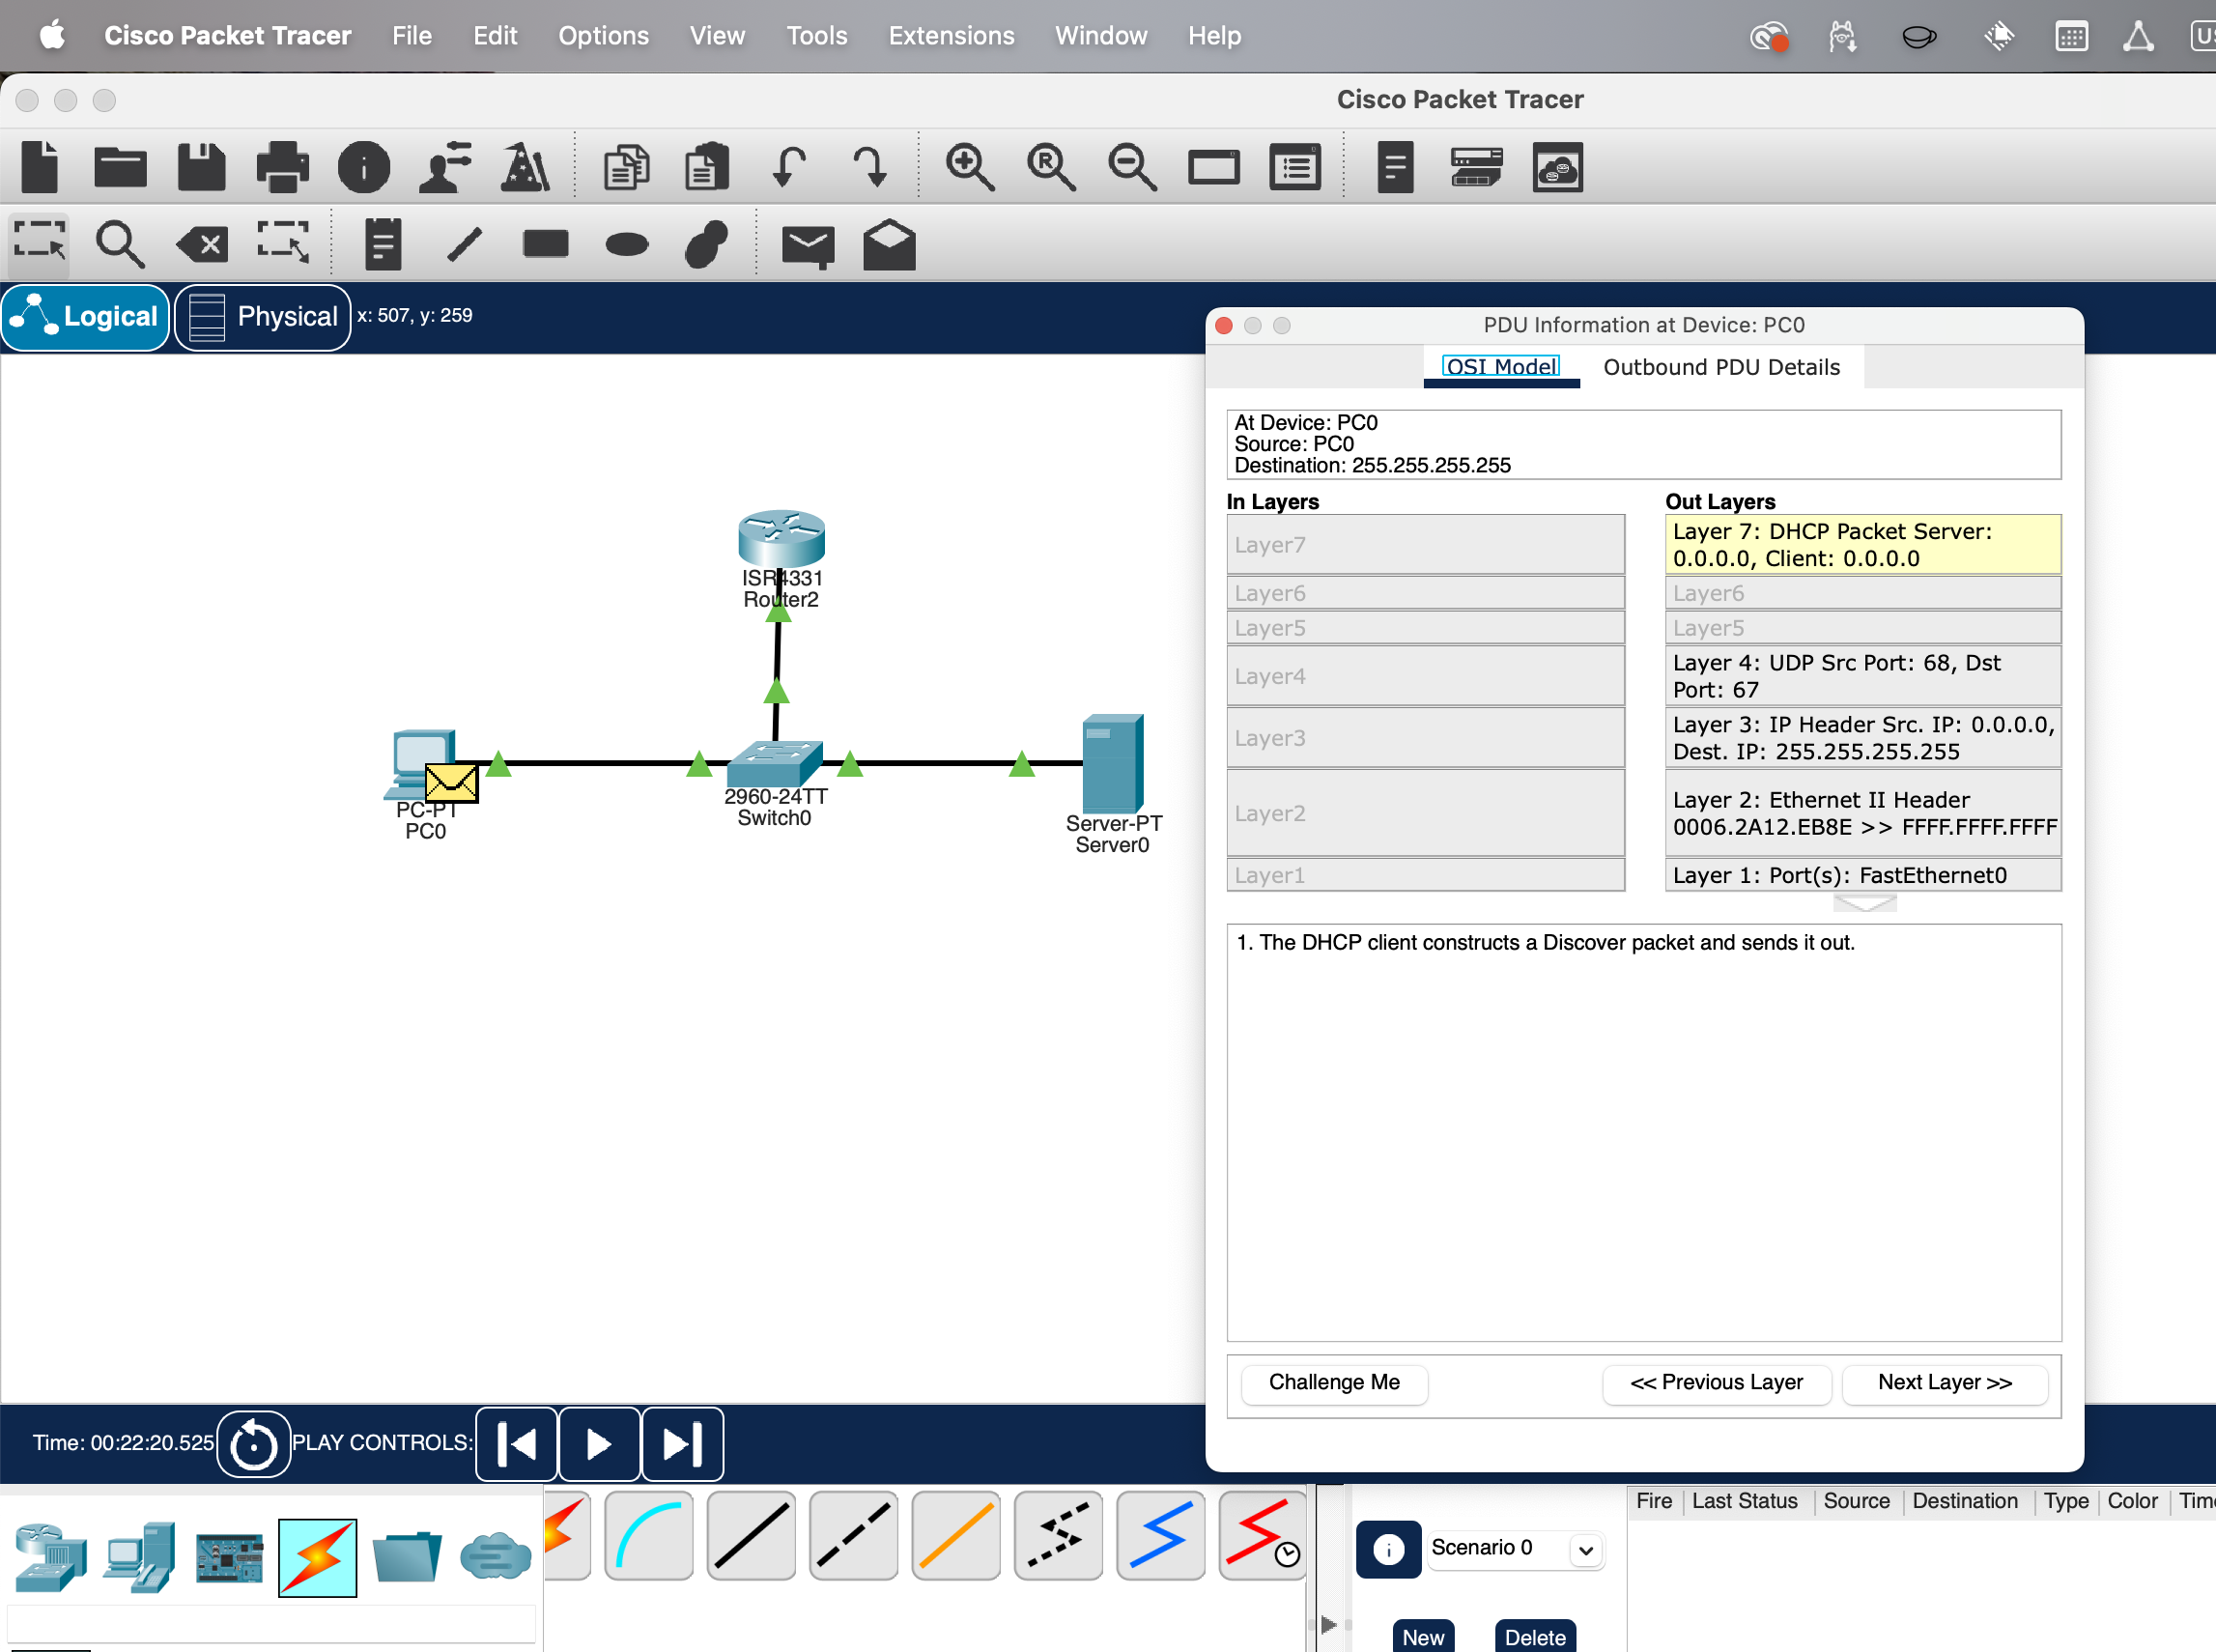 Cisco Packet Tracer File Edit Options View Tools Extensions Window Help
Cisco Packet Tracer
Logical Physical x: 507, y: 259
PDU Information at Device: PC0
OSI Model Outbound PDU Details
At Device: PC0
Source: PC0
Destination: 255.255.255.255
In Layers Out Layers
Layer7
Layer 7: DHCP Packet Server:
0.0.0.0, Client: 0.0.0.0
Layer6 Layer6
Layer5 Layer5
Layer4
Layer 4: UDP Src Port: 68, Dst
Port: 67
Layer3
Layer 3: IP Header Src. IP: 0.0.0.0,
Dest. IP: 255.255.255.255
Layer2
Layer 2: Ethernet II Header
0006.2A12.EB8E >> FFFF.FFFF.FFFF
Layer1 Layer 1: Port(s): FastEthernet0
1. The DHCP client constructs a Discover packet and sends it out.
Challenge Me << Previous Layer Next Layer >>
ISR4331
Router2
PC-PT
PC0
2960-24TT
Switch0
Server-PT
Server0
Time: 00:22:20.525 PLAY CONTROLS:
Scenario 0
New Delete
Fire Last Status Source Destination Type Color